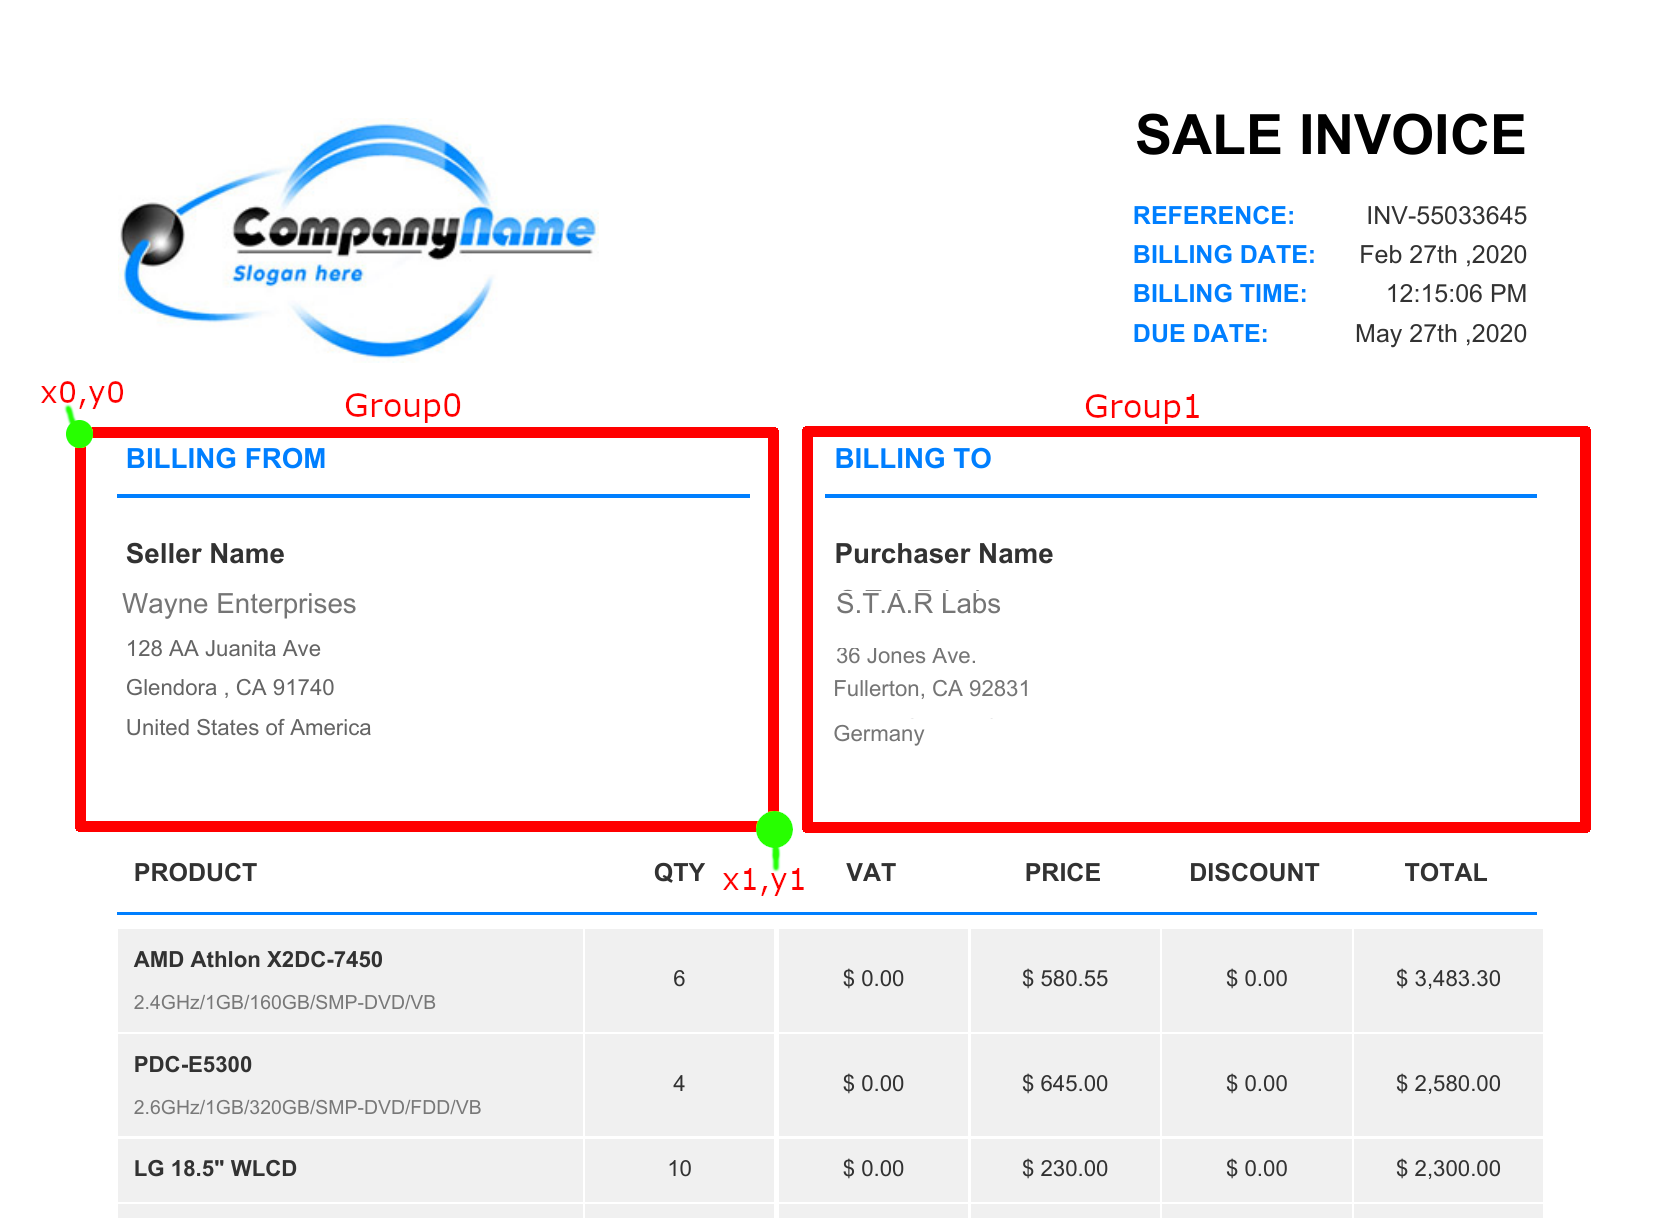 SALE INVOICE
CompanyName
Slogan here
REFERENCE: INV-55033645
BILLING DATE: Feb 27th ,2020
BILLING TIME: 12:15:06 PM
DUE DATE: May 27th ,2020
x0,y0
Group0
Group1
BILLING FROM
Seller Name
Wayne Enterprises
128 AA Juanita Ave
Glendora , CA 91740
United States of America
BILLING TO
Purchaser Name
S.T.A.R Labs
36 Jones Ave.
Fullerton, CA 92831
Germany
x1,y1
PRODUCT QTY VAT PRICE DISCOUNT TOTAL
AMD Athlon X2DC-7450
2.4GHz/1GB/160GB/SMP-DVD/VB
6 $ 0.00 $ 580.55 $ 0.00 $ 3,483.30
PDC-E5300
2.6GHz/1GB/320GB/SMP-DVD/FDD/VB
4 $ 0.00 $ 645.00 $ 0.00 $ 2,580.00
LG 18.5" WLCD 10 $ 0.00 $ 230.00 $ 0.00 $ 2,300.00